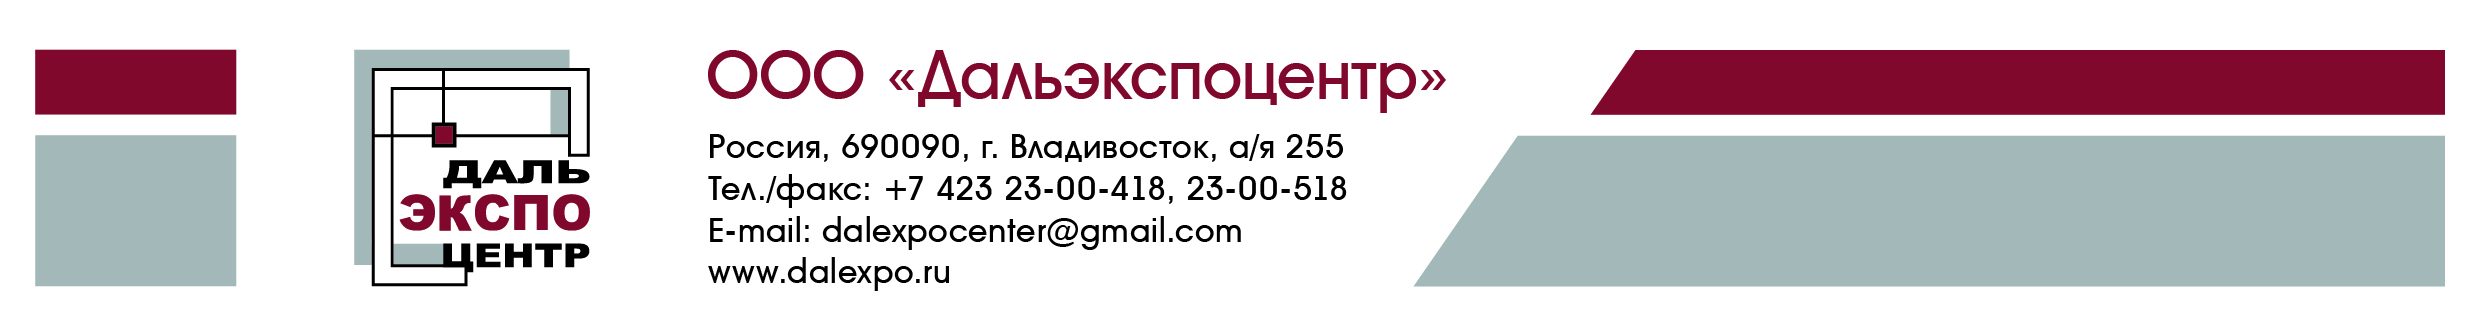 ДАЛЬ
ЭКСПО
ЦЕНТР
ООО «Дальэкспоцентр»
Россия, 690090, г. Владивосток, а/я 255
Тел./факс: +7 423 23-00-418, 23-00-518
E-mail: dalexpocenter@gmail.com
www.dalexpo.ru